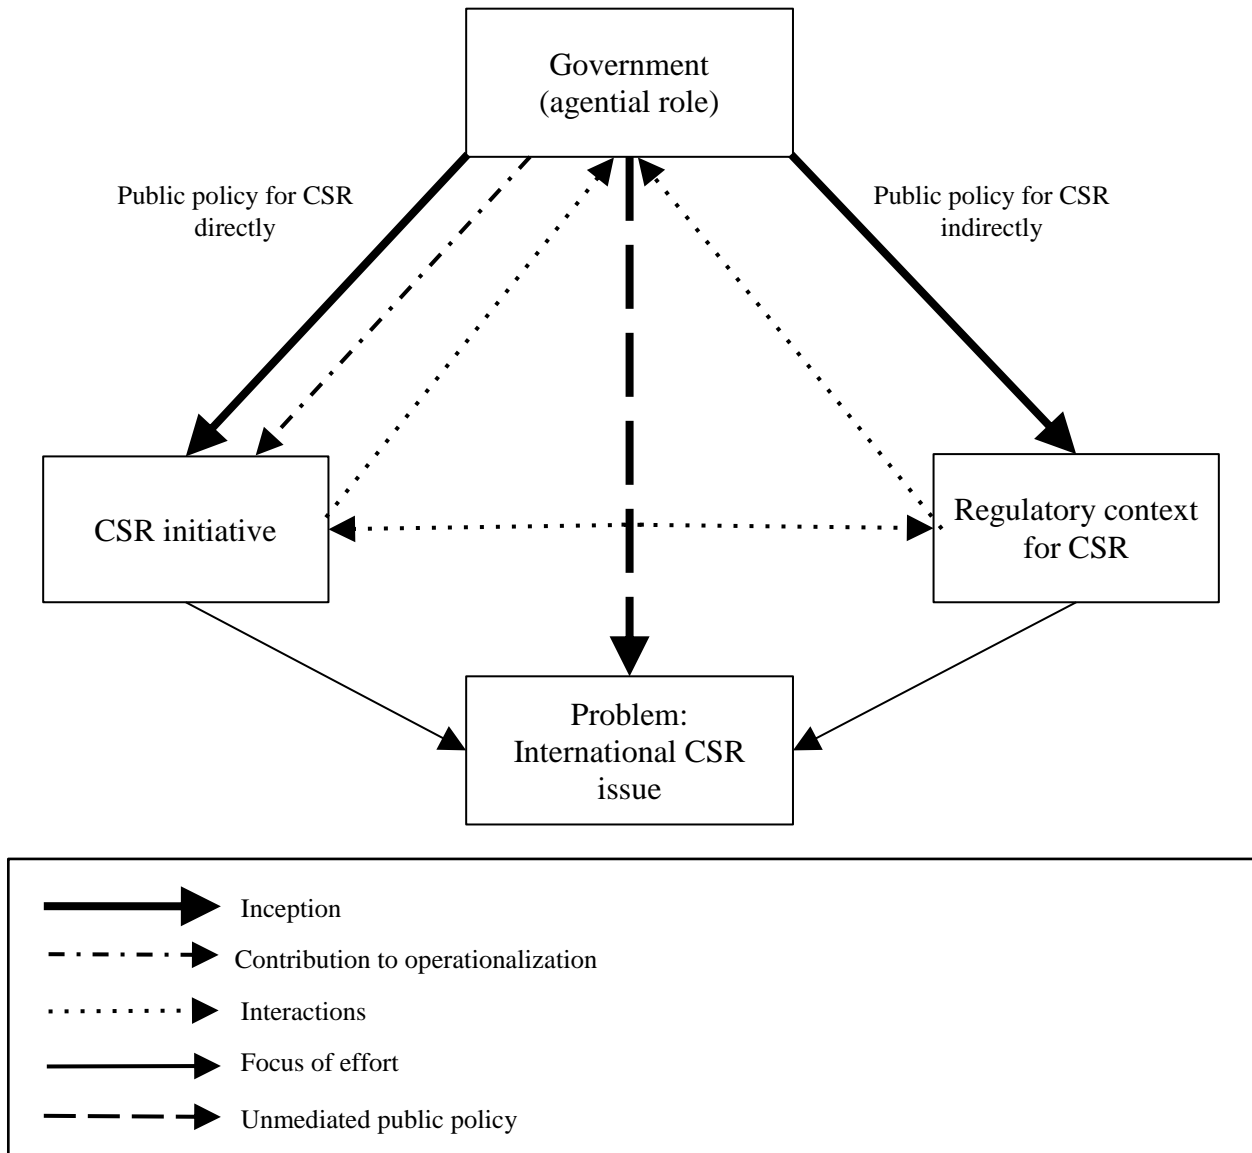 Government
(agential role)
Public policy for CSR
directly
Public policy for CSR
indirectly
CSR initiative
Regulatory context
for CSR
Problem:
International CSR
issue
Inception
Contribution to operationalization
Interactions
Focus of effort
Unmediated public policy